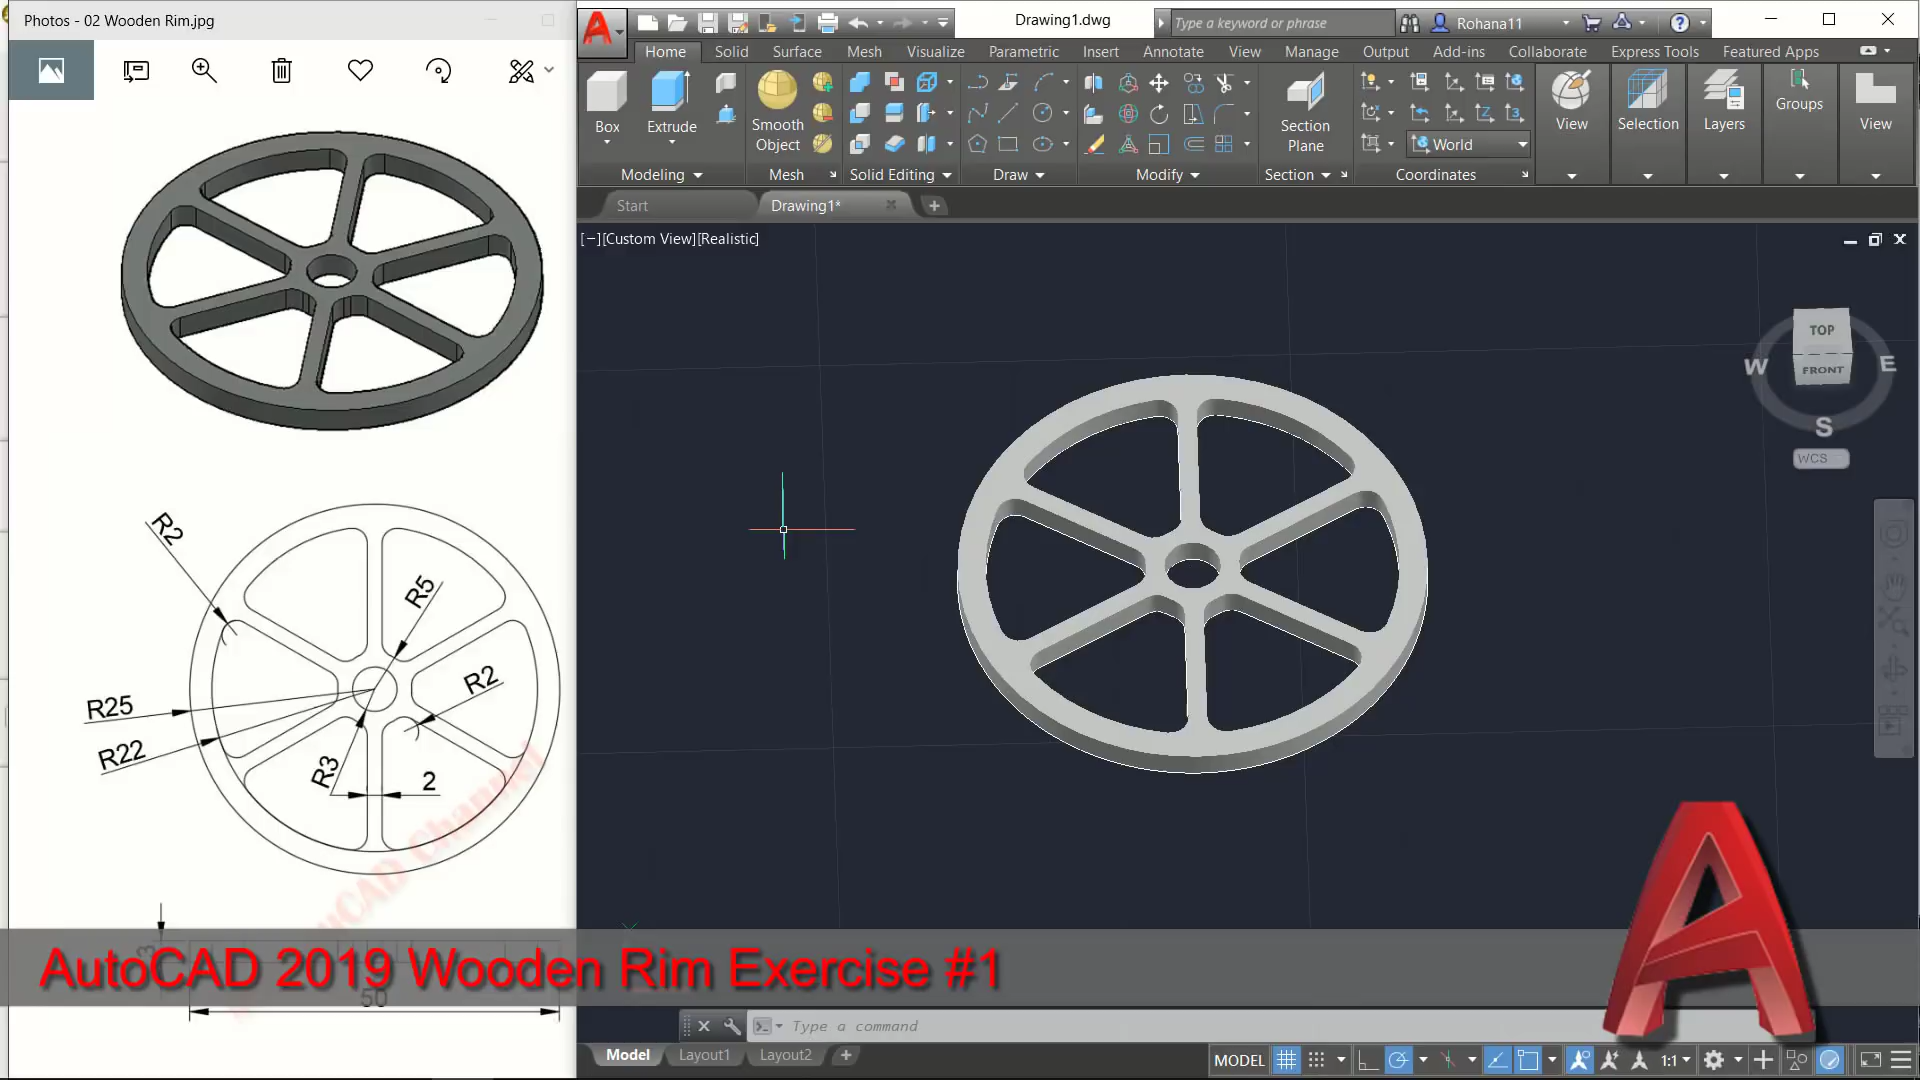 Photos - 02 Wooden Rim.jpg
Drawing1.dwg
Type a keyword or phrase
Rohana11
Home Solid Surface Mesh Visualize Parametric Insert Annotate View Manage Output Add-ins Collaborate Express Tools Featured Apps
Box
Extrude
Smooth
Object
Section
Plane
World
View
Selection
Layers
Groups
View
Modeling
Mesh
Solid Editing
Draw
Modify
Section
Coordinates
Start
Drawing1*
[−][Custom View][Realistic]
TOP
FRONT
W
E
S
WCS
R2
R5
R2
R25
R22
R3
2
AutoCAD Channel
3
50
AutoCAD 2019 Wooden Rim Exercise #1
Type a command
Model
Layout1
Layout2
MODEL
1:1